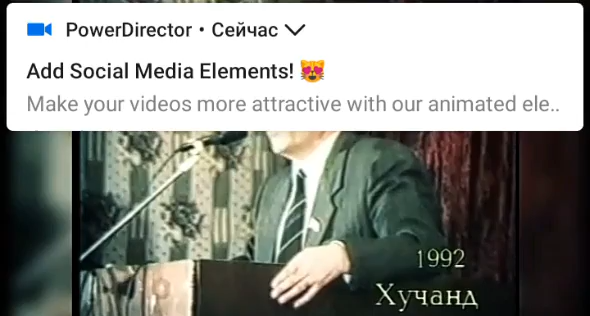 PowerDirector • Сейчас
Add Social Media Elements! 😻
Make your videos more attractive with our animated ele..
1992
Хучанд